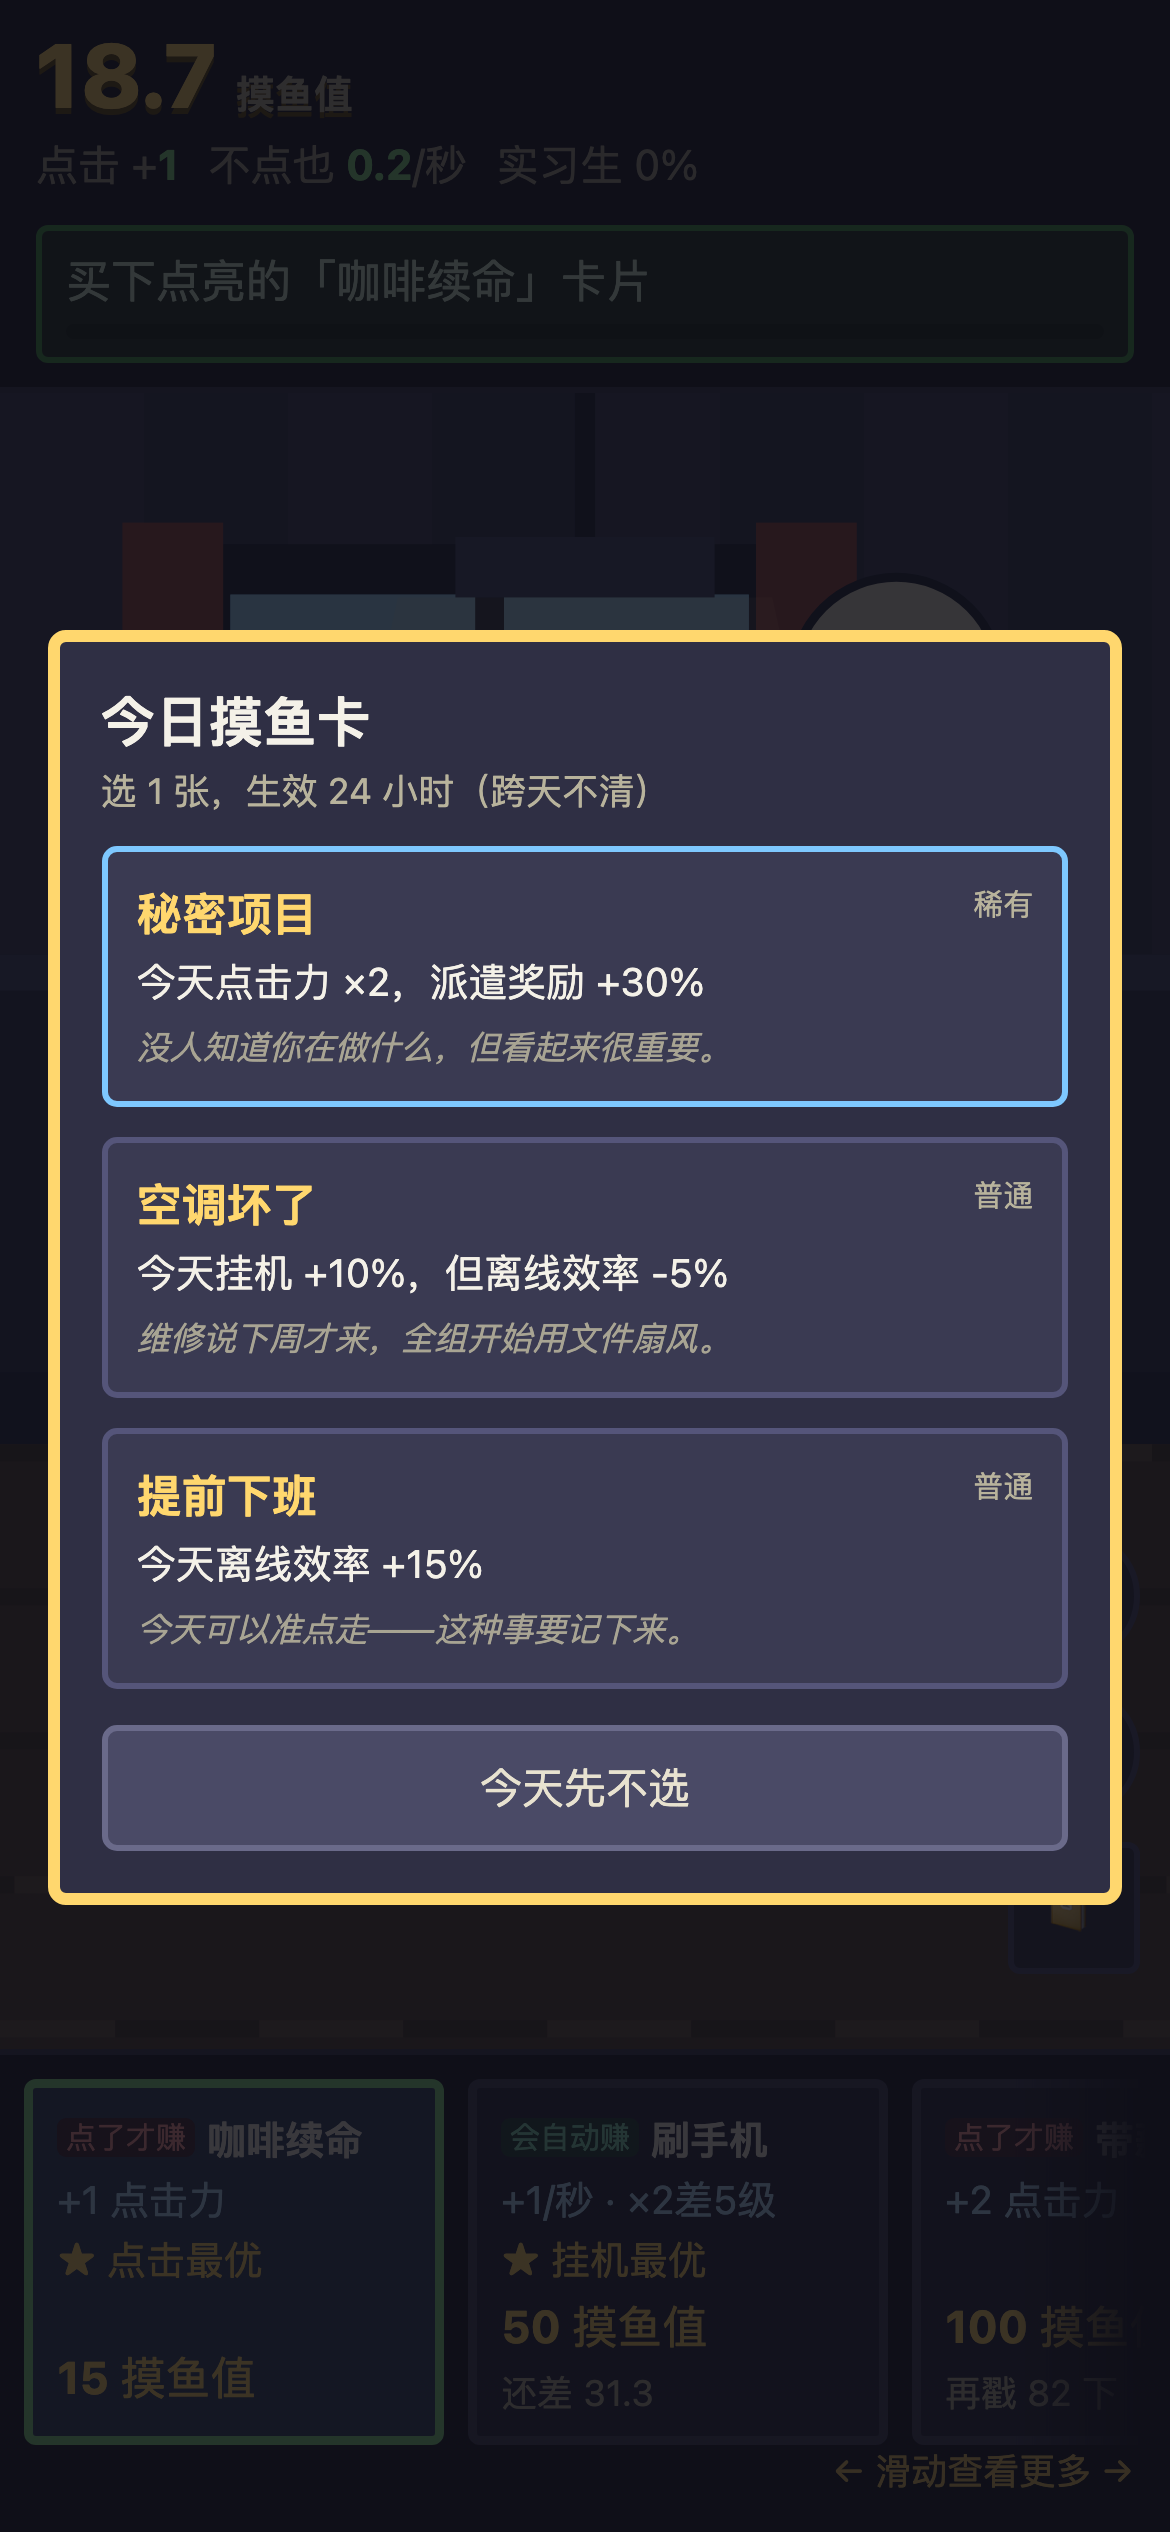 18.7 摸鱼值
点击 +1 不点也 0.2/秒 实习生 0%
买下点亮的「咖啡续命」卡片
今日摸鱼卡
选 1 张，生效 24 小时（跨天不清）
秘密项目 稀有
今天点击力 ×2，派遣奖励 +30%
没人知道你在做什么，但看起来很重要。
空调坏了 普通
今天挂机 +10%，但离线效率 -5%
维修说下周才来，全组开始用文件扇风。
提前下班 普通
今天离线效率 +15%
今天可以准点走——这种事要记下来。
今天先不选
点了才赚 咖啡续命
+1 点击力
★ 点击最优
15 摸鱼值
会自动赚 刷手机
+1/秒 · ×2差5级
★ 挂机最优
50 摸鱼值
还差 31.3
点了才赚 带
+2 点击力
100 摸鱼
再戳 82 下
← 滑动查看更多 →